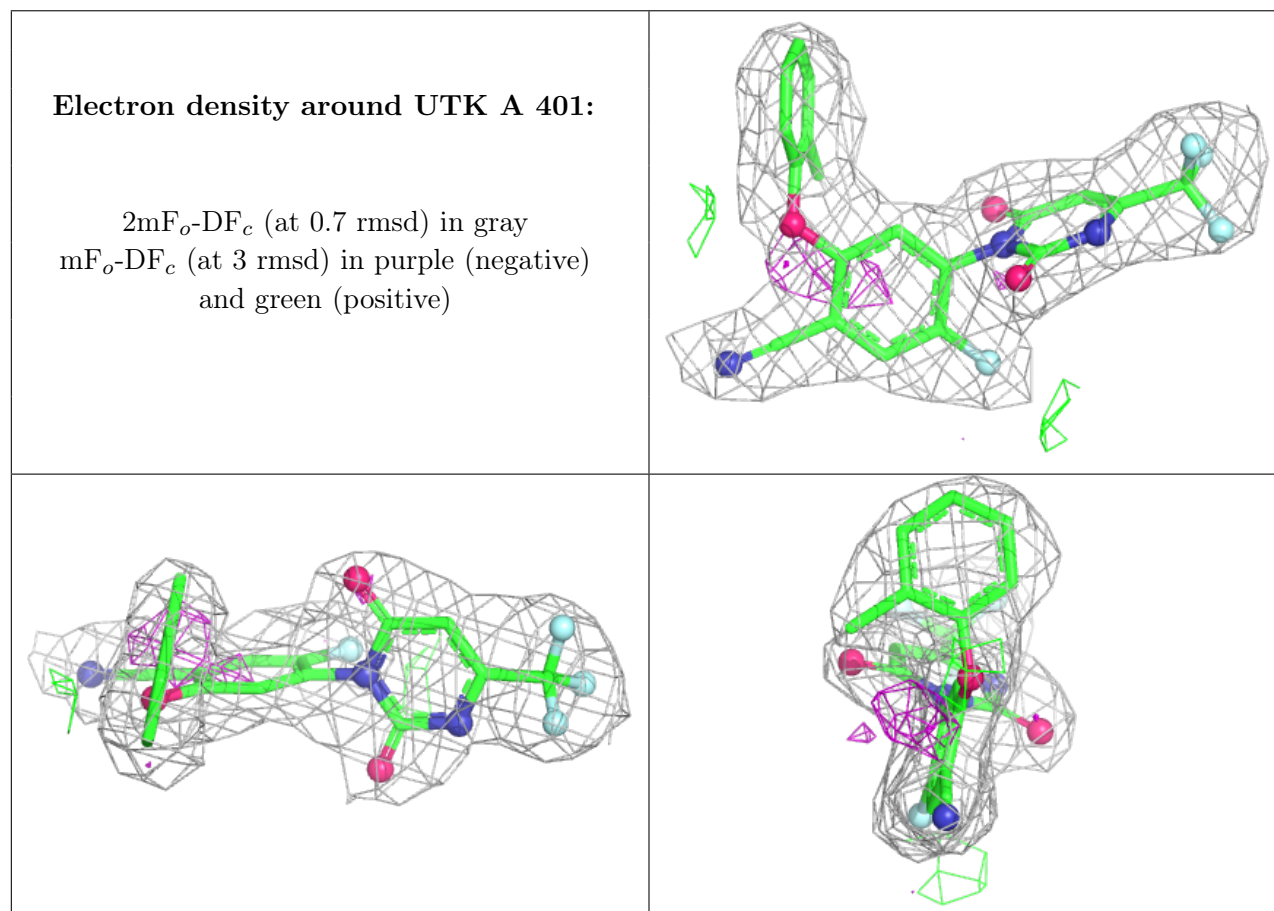 Electron density around UTK A 401:
2mFo-DFc (at 0.7 rmsd) in gray
mFo-DFc (at 3 rmsd) in purple (negative)
and green (positive)